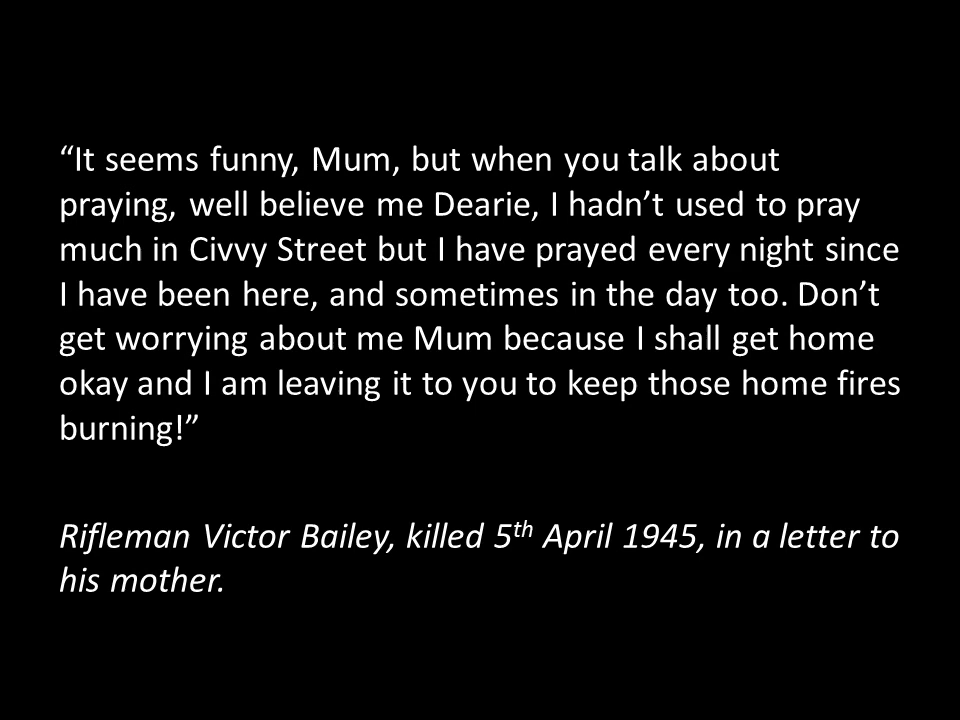 “It seems funny, Mum, but when you talk about
praying, well believe me Dearie, I hadn’t used to pray
much in Civvy Street but I have prayed every night since
I have been here, and sometimes in the day too. Don’t
get worrying about me Mum because I shall get home
okay and I am leaving it to you to keep those home fires
burning!”
Rifleman Victor Bailey, killed 5th April 1945, in a letter to
his mother.